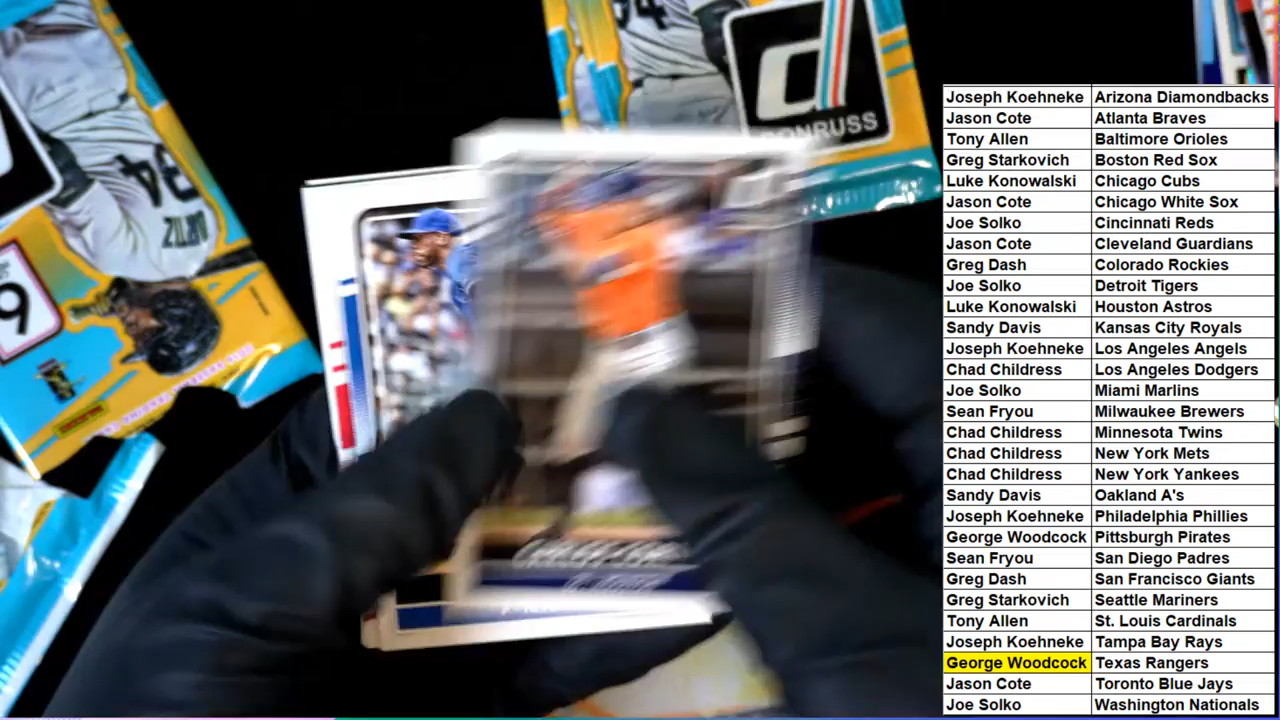 34
DONRUSS
34
ORTIZ
9
Joseph Koehneke Arizona Diamondbacks
Jason Cote Atlanta Braves
Tony Allen Baltimore Orioles
Greg Starkovich Boston Red Sox
Luke Konowalski Chicago Cubs
Jason Cote Chicago White Sox
Joe Solko Cincinnati Reds
Jason Cote Cleveland Guardians
Greg Dash Colorado Rockies
Joe Solko Detroit Tigers
Luke Konowalski Houston Astros
Sandy Davis Kansas City Royals
Joseph Koehneke Los Angeles Angels
Chad Childress Los Angeles Dodgers
Joe Solko Miami Marlins
Sean Fryou Milwaukee Brewers
Chad Childress Minnesota Twins
Chad Childress New York Mets
Chad Childress New York Yankees
Sandy Davis Oakland A's
Joseph Koehneke Philadelphia Phillies
George Woodcock Pittsburgh Pirates
Sean Fryou San Diego Padres
Greg Dash San Francisco Giants
Greg Starkovich Seattle Mariners
Tony Allen St. Louis Cardinals
Joseph Koehneke Tampa Bay Rays
George Woodcock Texas Rangers
Jason Cote Toronto Blue Jays
Joe Solko Washington Nationals